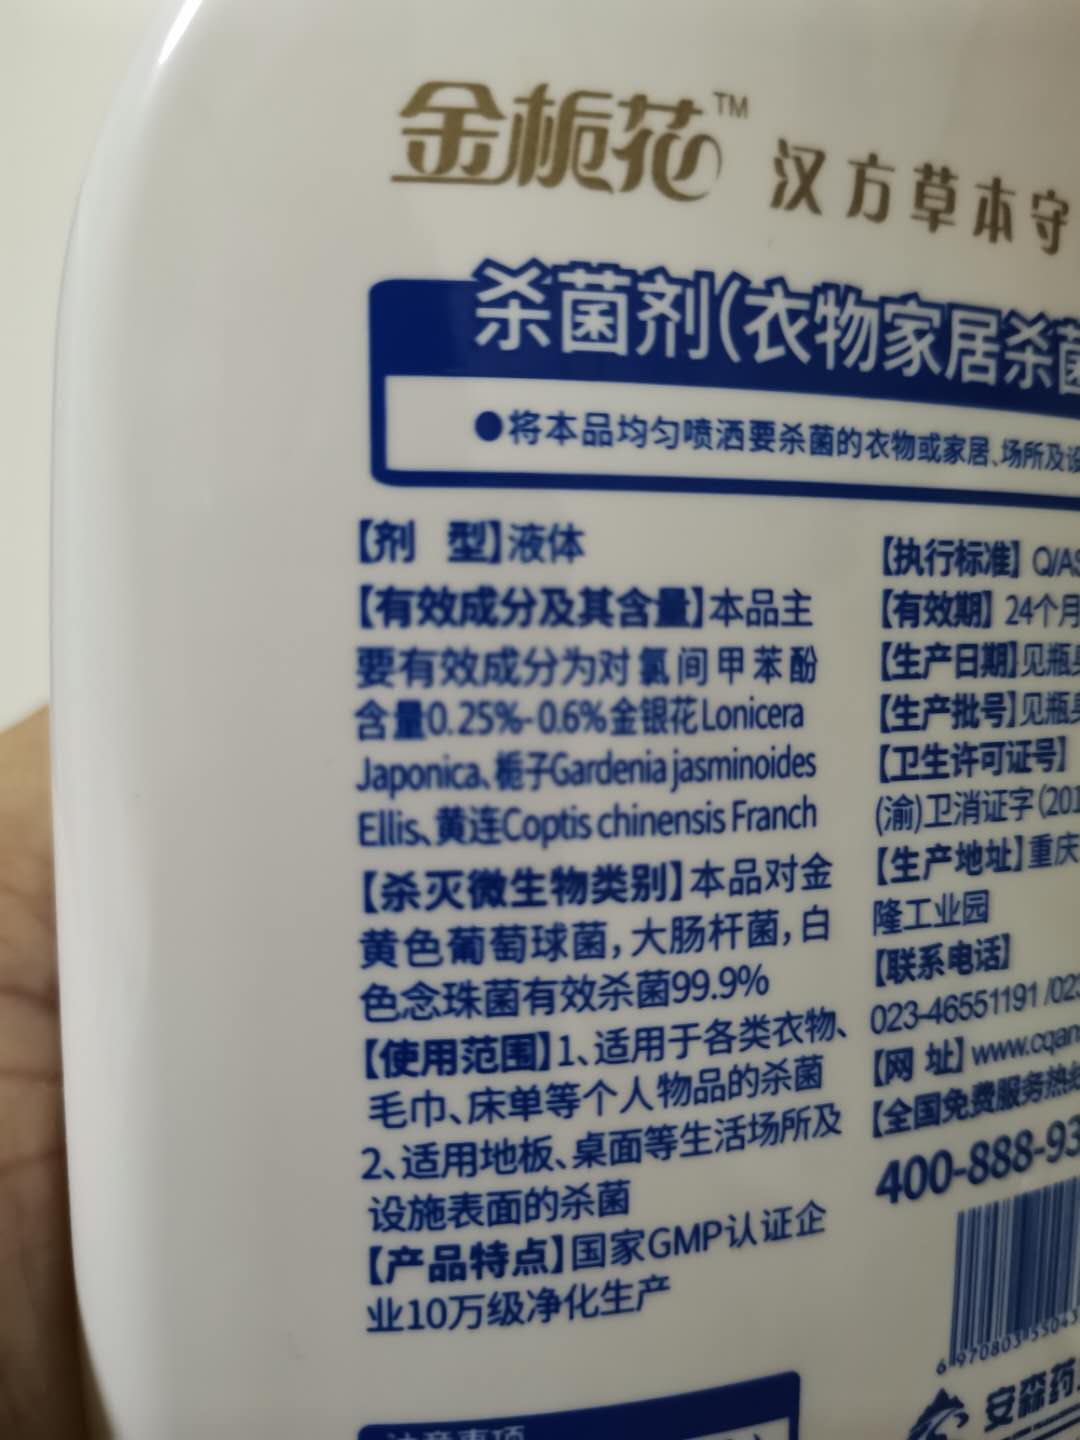 金栀花™ 汉方草本守
杀菌剂(衣物家居杀菌
●将本品均匀喷洒要杀菌的衣物或家居、场所及设
【剂 型】液体
【有效成分及其含量】本品主
要有效成分为对氯间甲苯酚
含量0.25%-0.6%金银花Lonicera
Japonica、栀子Gardenia jasminoides
Ellis、黄连Coptis chinensis Franch
【杀灭微生物类别】本品对金
黄色葡萄球菌,大肠杆菌,白
色念珠菌有效杀菌99.9%
【使用范围】1、适用于各类衣物、
毛巾、床单等个人物品的杀菌
2、适用地板、桌面等生活场所及
设施表面的杀菌
【产品特点】国家GMP认证企
业10万级净化生产
【执行标准】Q/AS
【有效期】24个月
【生产日期】见瓶身
【生产批号】见瓶身
【卫生许可证号】
(渝)卫消证字(201
【生产地址】重庆
隆工业园
【联系电话】
023-46551191/023
【网 址】www.cqan
【全国免费服务热线
400-888-93
6 970803 55043
安森药
注意事项